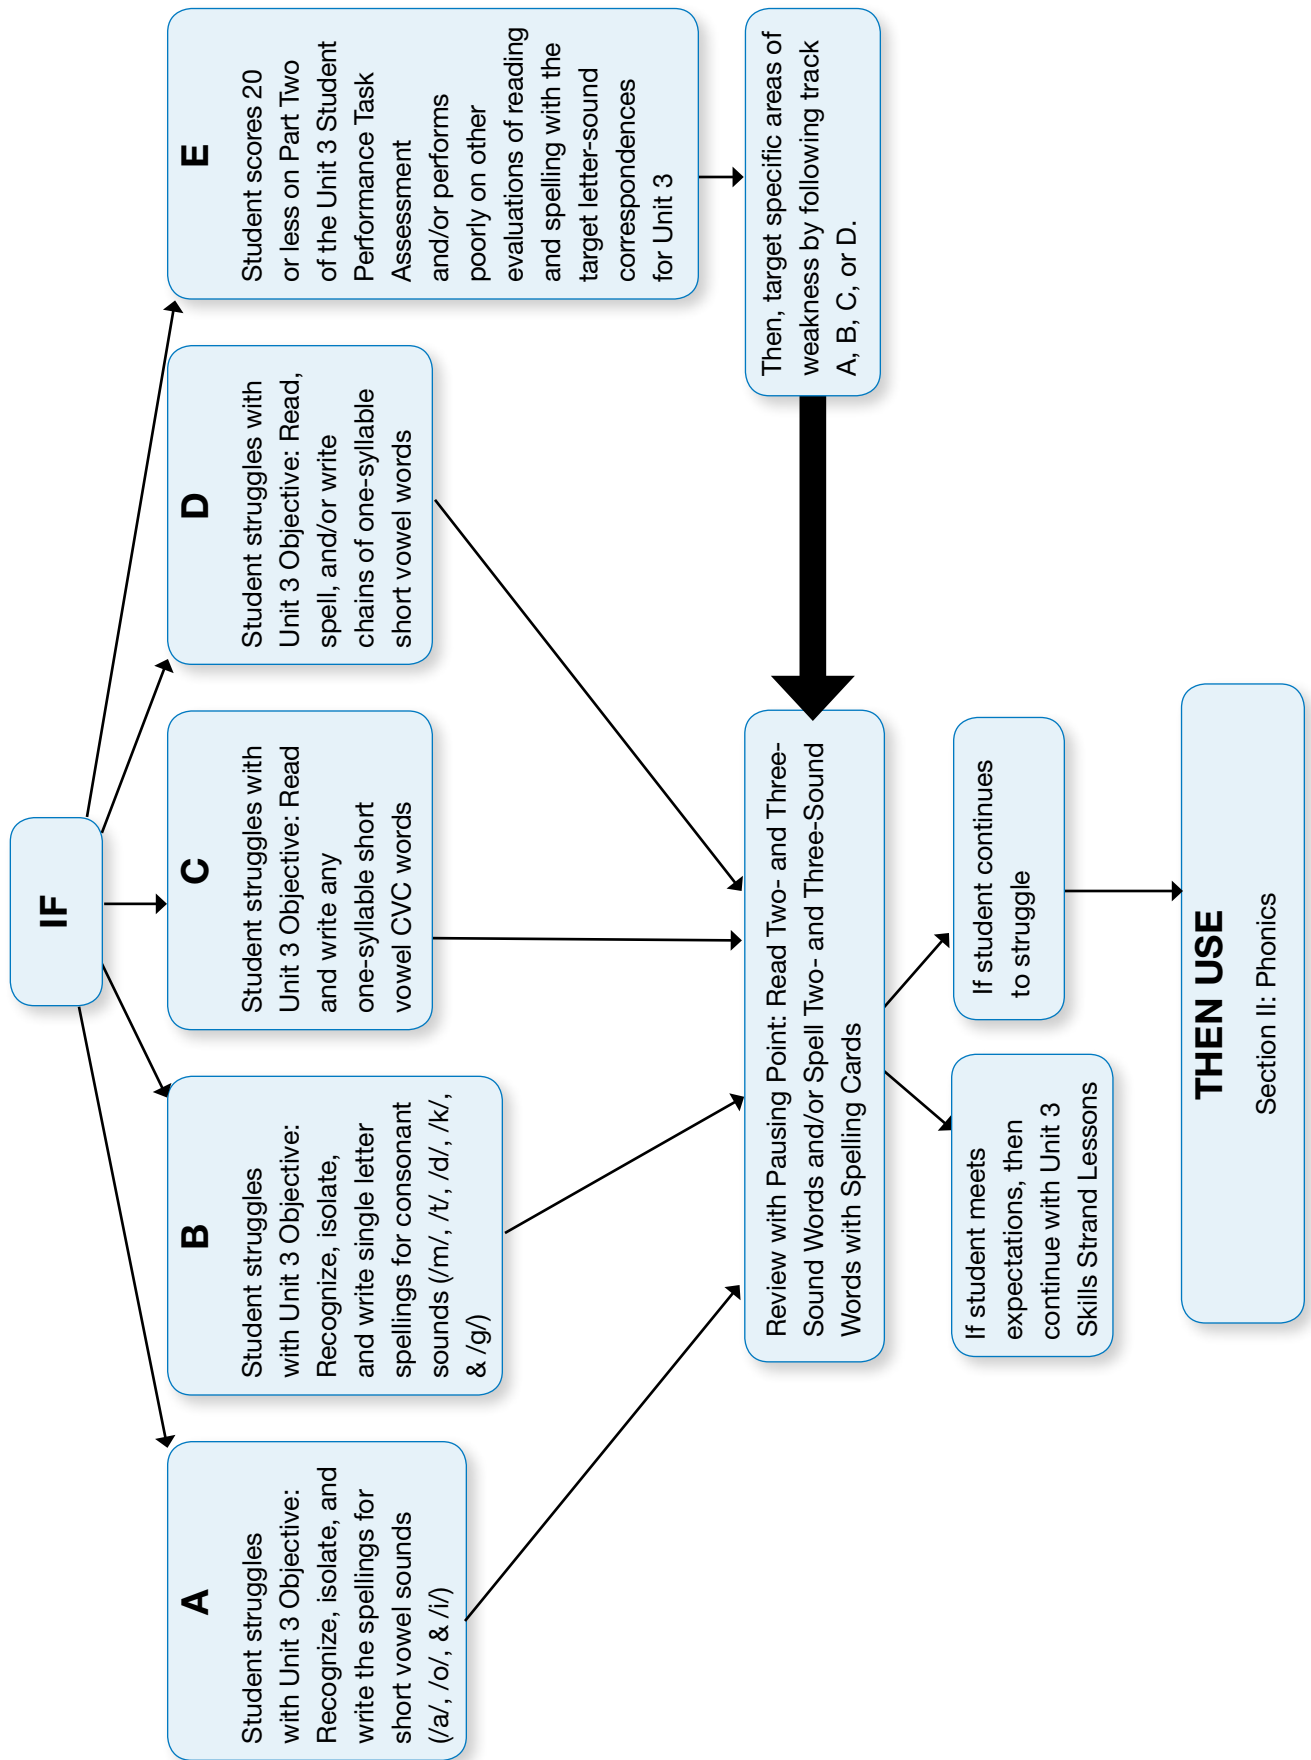 IF
A
Student struggles
with Unit 3 Objective:
Recognize, isolate, and
write the spellings for
short vowel sounds
(/a/, /o/, & /i/)
B
Student struggles
with Unit 3 Objective:
Recognize, isolate,
and write single letter
spellings for consonant
sounds (/m/, /t/, /d/, /k/,
& /g/)
C
Student struggles with
Unit 3 Objective: Read
and write any
one-syllable short
vowel CVC words
D
Student struggles with
Unit 3 Objective: Read,
spell, and/or write
chains of one-syllable
short vowel words
E
Student scores 20
or less on Part Two
of the Unit 3 Student
Performance Task
Assessment
and/or performs
poorly on other
evaluations of reading
and spelling with the
target letter-sound
correspondences
for Unit 3
Then, target specific areas of
weakness by following track
A, B, C, or D.
Review with Pausing Point: Read Two- and Three-
Sound Words and/or Spell Two- and Three-Sound
Words with Spelling Cards
If student meets
expectations, then
continue with Unit 3
Skills Strand Lessons
If student continues
to struggle
THEN USE
Section II: Phonics